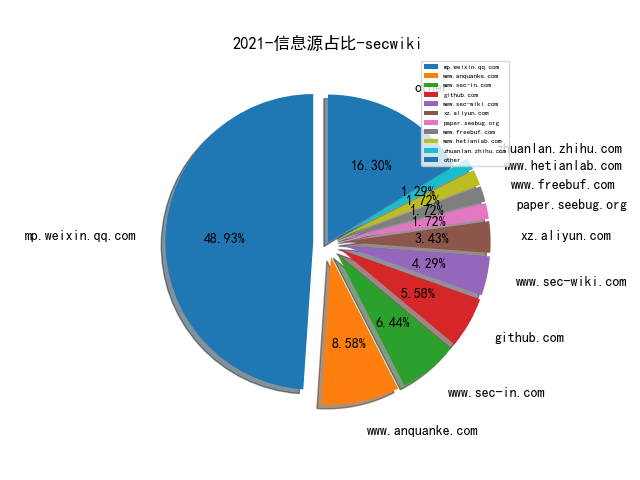 2021-信息源占比-secwiki
mp.weixin.qq.com
www.anquanke.com
www.sec-in.com
github.com
www.sec-wiki.com
xz.aliyun.com
paper.seebug.org
www.freebuf.com
www.hetianlab.com
zhuanlan.zhihu.com
other
other
zhuanlan.zhihu.com
www.hetianlab.com
www.freebuf.com
paper.seebug.org
xz.aliyun.com
www.sec-wiki.com
github.com
www.sec-in.com
www.anquanke.com
mp.weixin.qq.com
16.30%
1.29%
1.72%
1.72%
1.72%
3.43%
4.29%
5.58%
6.44%
8.58%
48.93%